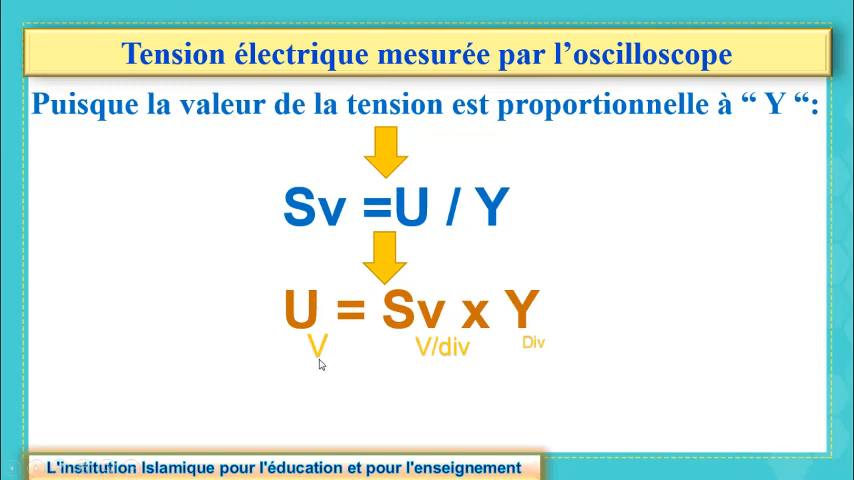 Tension électrique mesurée par l’oscilloscope
Puisque la valeur de la tension est proportionnelle à “ Y “:
Sv =U / Y
U = Sv x Y
V V/div Div
L'institution Islamique pour l'éducation et pour l'enseignement